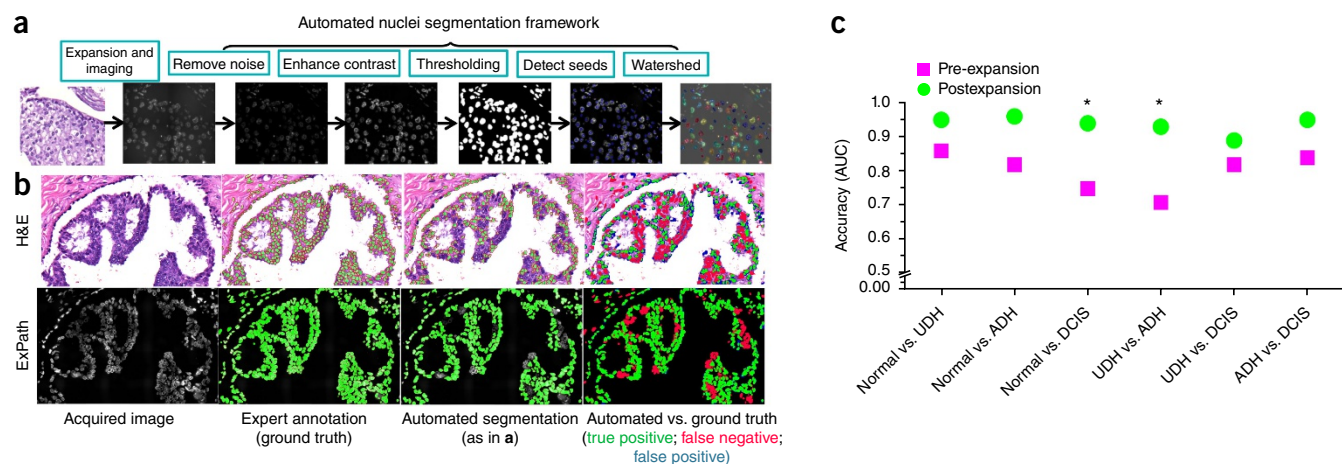 a
Automated nuclei segmentation framework
Expansion and
imaging
Remove noise
Enhance contrast
Thresholding
Detect seeds
Watershed
b
H&E
ExPath
Acquired image
Expert annotation
(ground truth)
Automated segmentation
(as in a)
Automated vs. ground truth
(true positive; false negative;
false positive)
c
Pre-expansion
Postexpansion
*
*
Accuracy (AUC)
1.0
0.9
0.8
0.7
0.6
0.5
0.00
Normal vs. UDH
Normal vs. ADH
Normal vs. DCIS
UDH vs. ADH
UDH vs. DCIS
ADH vs. DCIS